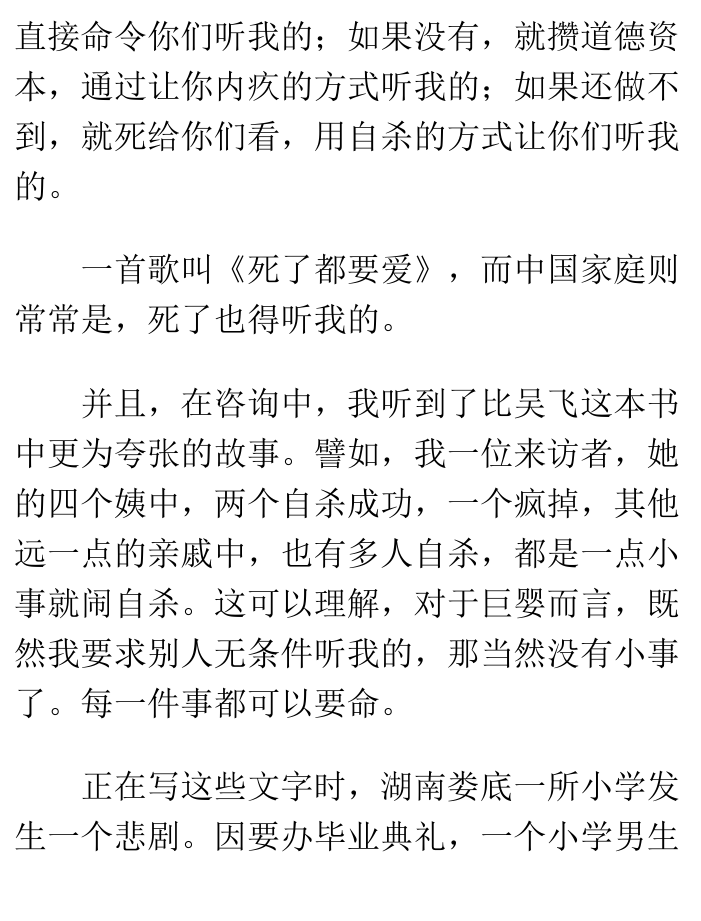 直接命令你们听我的；如果没有，就攒道德资
本，通过让你内疚的方式听我的；如果还做不
到，就死给你们看，用自杀的方式让你们听我
的。
一首歌叫《死了都要爱》，而中国家庭则
常常是，死了也得听我的。
并且，在咨询中，我听到了比吴飞这本书
中更为夸张的故事。譬如，我一位来访者，她
的四个姨中，两个自杀成功，一个疯掉，其他
远一点的亲戚中，也有多人自杀，都是一点小
事就闹自杀。这可以理解，对于巨婴而言，既
然我要求别人无条件听我的，那当然没有小事
了。每一件事都可以要命。
正在写这些文字时，湖南娄底一所小学发
生一个悲剧。因要办毕业典礼，一个小学男生